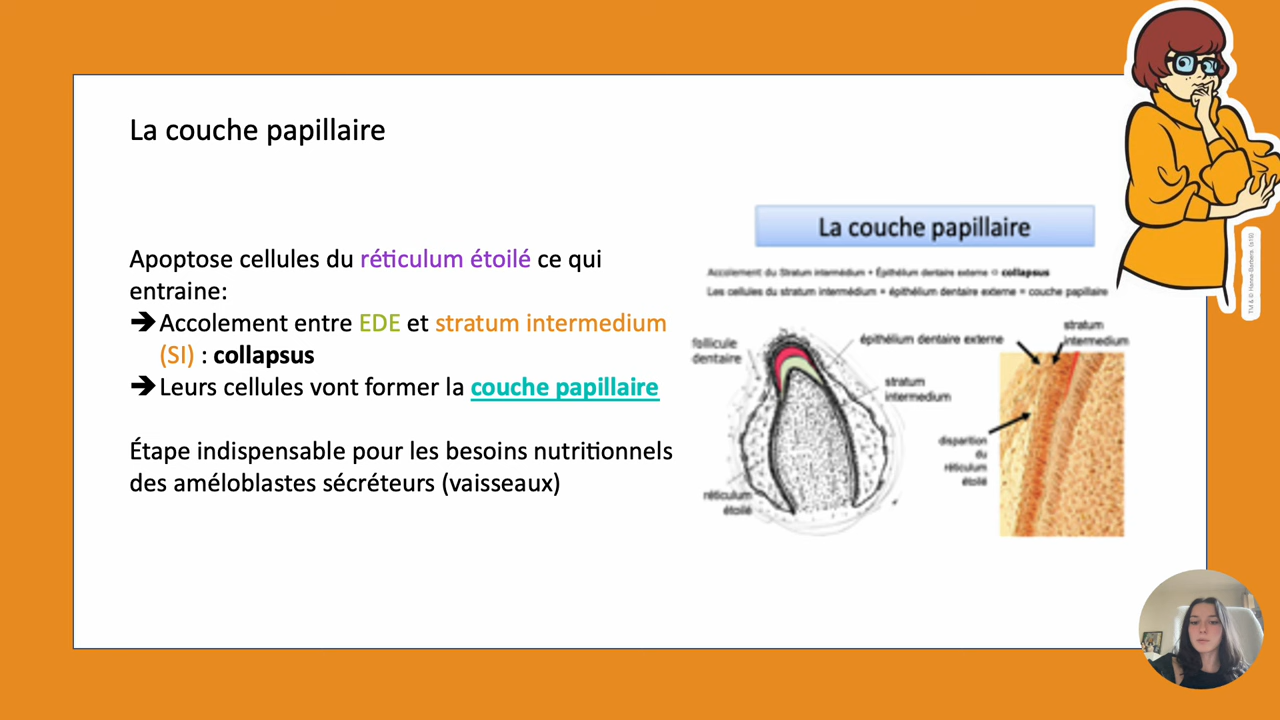 La couche papillaire
Apoptose cellules du réticulum étoilé ce qui
entraine:
➔Accolement entre EDE et stratum intermedium
(SI) : collapsus
➔Leurs cellules vont former la couche papillaire
Étape indispensable pour les besoins nutritionnels
des améloblastes sécréteurs (vaisseaux)
La couche papillaire
Accolement du Stratum intermédium + Épithélium dentaire externe = collapsus
Les cellules du stratum intermédium + épithélium dentaire externe = couche papillaire
follicule
dentaire
épithélium dentaire externe
stratum
intermedium
stratum
intermedium
disparition
du
réticulum
étoilé
réticulum
étoilé
TM & © Hanna-Barbera.